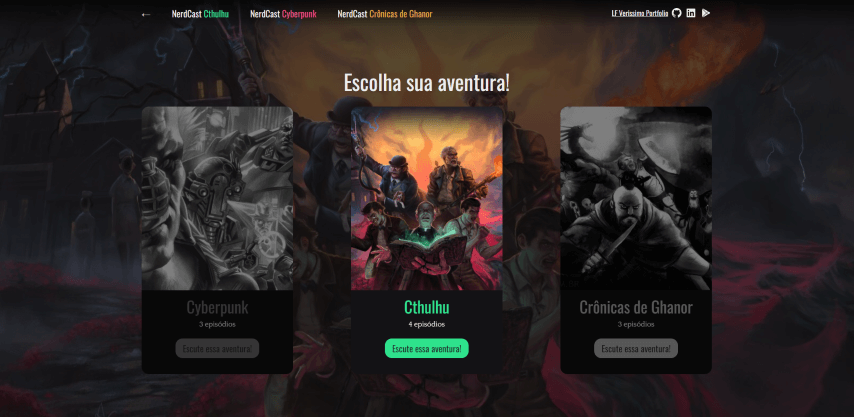 ← NerdCast Cthulhu NerdCast Cyberpunk NerdCast Crônicas de Ghanor LF Verissimo Portfolio
Escolha sua aventura!
Cyberpunk
3 episódios
Escute essa aventura!
Cthulhu
4 episódios
Escute essa aventura!
Crônicas de Ghanor
3 episódios
Escute essa aventura!